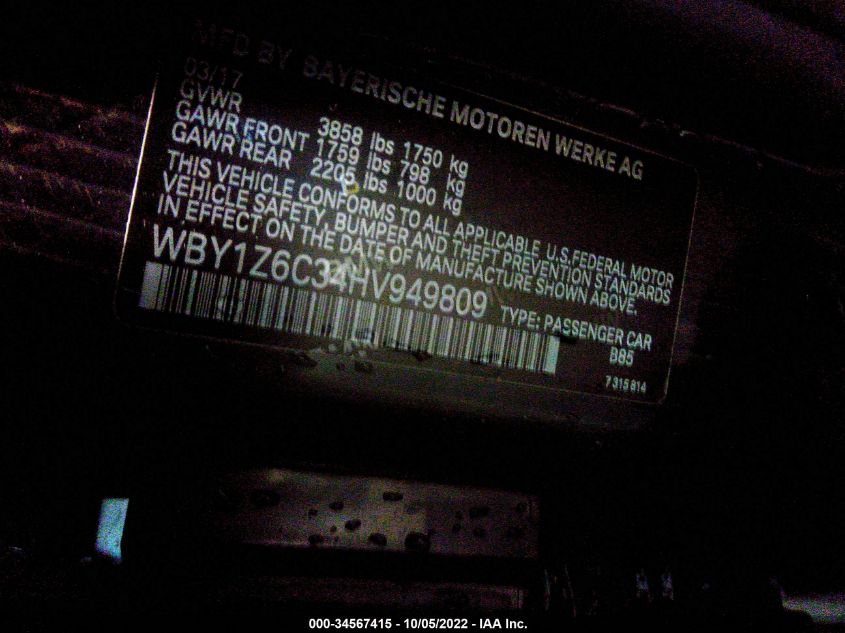 MFD BY BAYERISCHE MOTOREN WERKE AG
03/17
GVWR 3858 lbs 1750 kg
GAWR FRONT 1759 lbs 798 kg
GAWR REAR 2205 lbs 1000 kg
THIS VEHICLE CONFORMS TO ALL APPLICABLE U.S.FEDERAL MOTOR
VEHICLE SAFETY, BUMPER AND THEFT PREVENTION STANDARDS
IN EFFECT ON THE DATE OF MANUFACTURE SHOWN ABOVE.
WBY1Z6C34HV949809
TYPE: PASSENGER CAR
B85
7315814
000-34567415 - 10/05/2022 - IAA Inc.